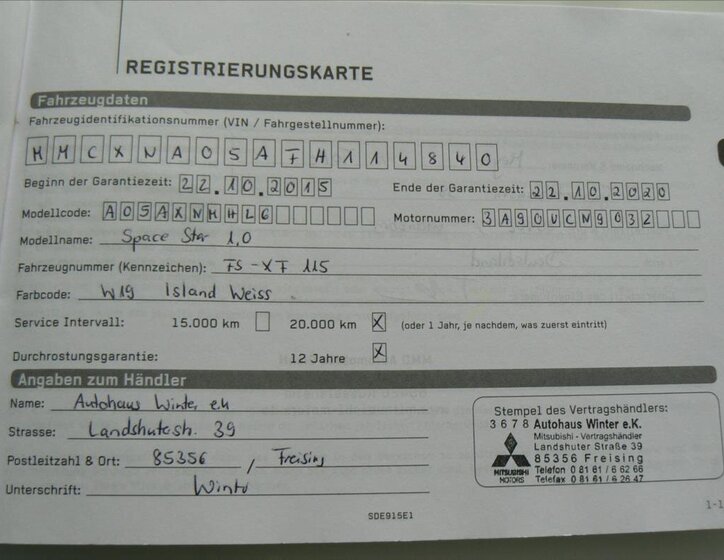 REGISTRIERUNGSKARTE
Fahrzeugdaten
Fahrzeugidentifikationsnummer (VIN / Fahrgestellnummer):
MMCXNA05AFH114840
Beginn der Garantiezeit: 22.10.2015 Ende der Garantiezeit: 22.10.2020
Modellcode: A05AXNMHL6 Motornummer: 3A90UCN9032
Modellname: Space Star 1,0
Fahrzeugnummer (Kennzeichen): FS-XF 115
Farbcode: W19 Island Weiss
Service Intervall: 15.000 km 20.000 km X (oder 1 Jahr, je nachdem, was zuerst eintritt)
Durchrostungsgarantie: 12 Jahre X
Angaben zum Händler
Name: Autohaus Winter e.K
Strasse: Landshuterstr. 39
Postleitzahl & Ort: 85356 / Freising
Unterschrift: Winter
Stempel des Vertragshändlers:
3678 Autohaus Winter e.K.
Mitsubishi - Vertragshändler
Landshuter Straße 39
85356 Freising
Telefon 0 81 61 / 6 62 66
Telefax 0 81 61 / 6 26 47
MITSUBISHI
MOTORS
SDE915E1
1-1